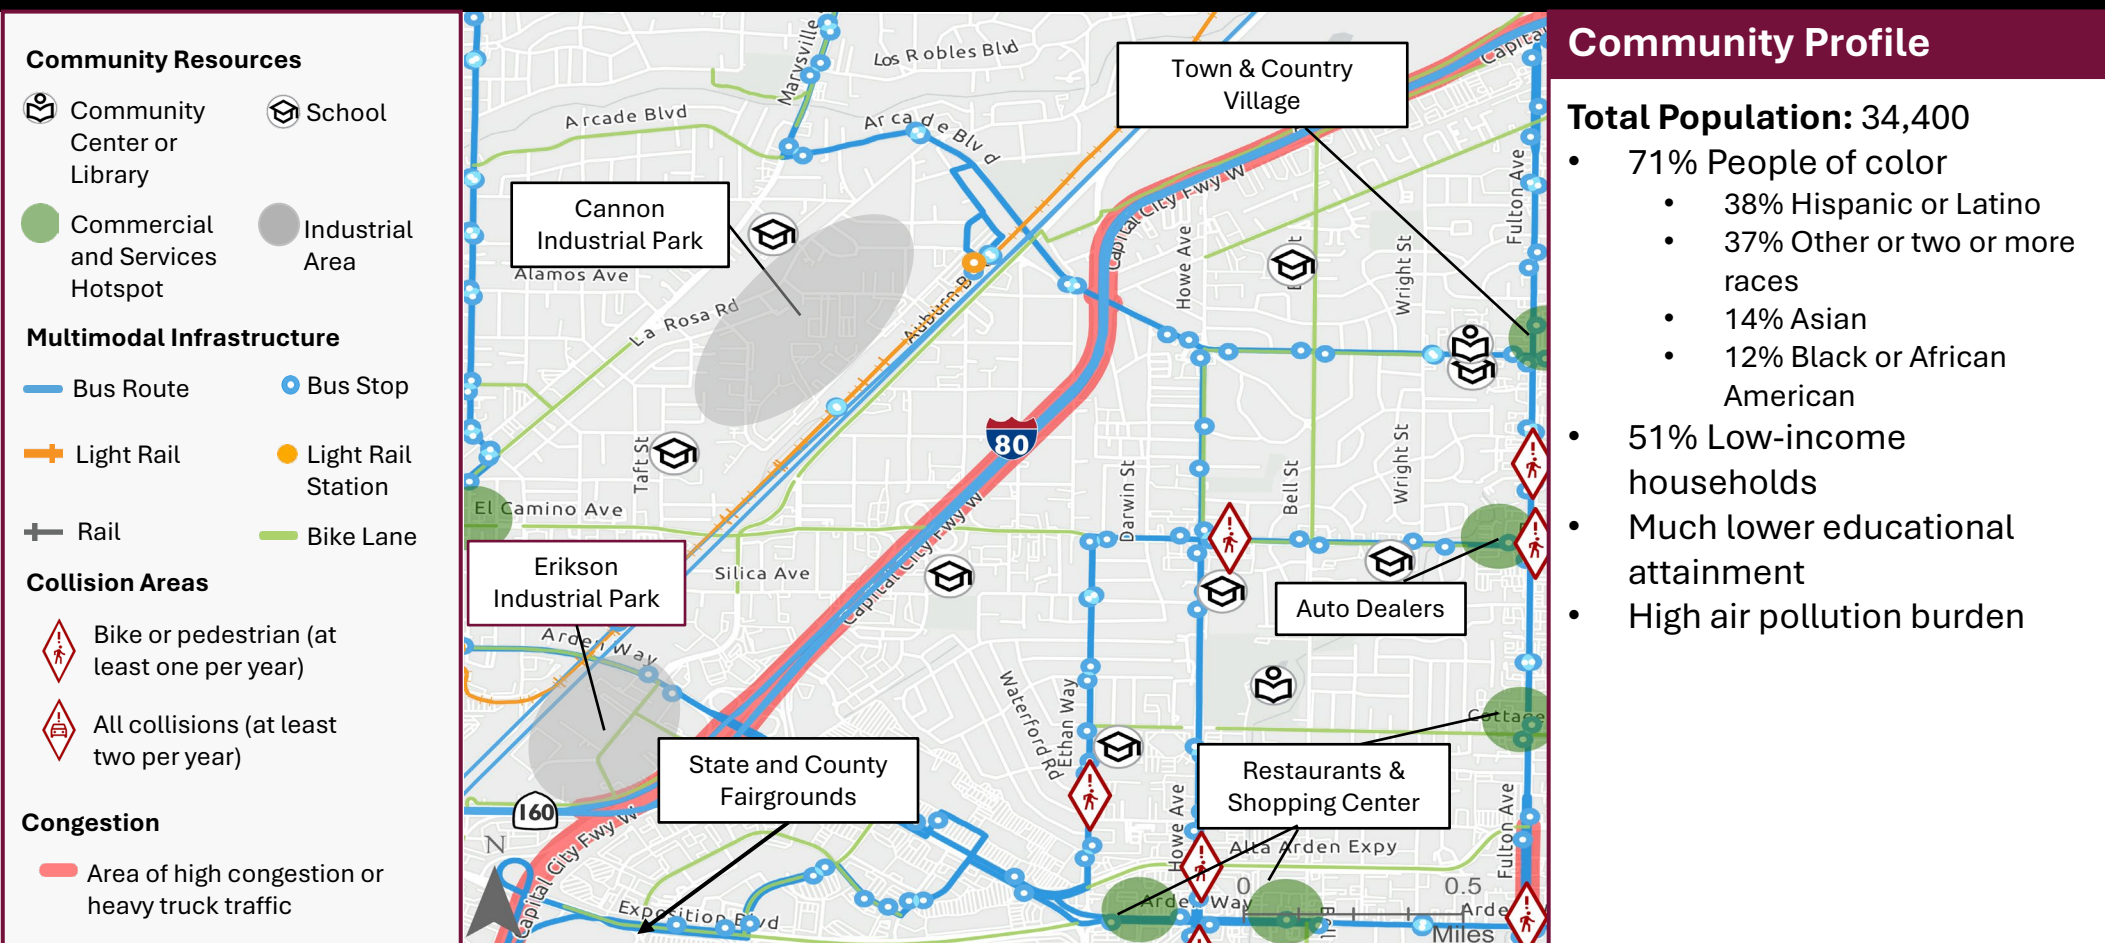 Community Resources
Community
Center or
Library
School
Commercial
and Services
Hotspot
Industrial
Area
Multimodal Infrastructure
Bus Route
Bus Stop
Light Rail
Light Rail
Station
Rail
Bike Lane
Collision Areas
Bike or pedestrian (at
least one per year)
All collisions (at least
two per year)
Congestion
Area of high congestion or
heavy truck traffic
Marysville
Los Robles Blvd
Arcade Blvd
Arcade Blvd
Capital
Town & Country
Village
Cannon
Industrial Park
Alamos Ave
La Rosa Rd
Auburn B
Capital City Fwy W
Capital City Fwy W
Howe Ave
Wright St
Fulton Ave
80
Taft St
El Camino Ave
Darwin St
Bell St
Wright St
Erikson
Industrial Park
Silica Ave
Capital City Fwy W
Auto Dealers
Arden Way
Waterford Rd
Ethan Way
Cottage
State and County
Fairgrounds
Restaurants &
Shopping Center
160
N
Capital City Fwy W
Howe Ave
Fulton Ave
Alta Arden Expy
0
0.5
Arden Way
Arde
Exposition Blvd
Miles
Community Profile
Total Population: 34,400
• 71% People of color
• 38% Hispanic or Latino
• 37% Other or two or more
races
• 14% Asian
• 12% Black or African
American
• 51% Low-income
households
• Much lower educational
attainment
• High air pollution burden